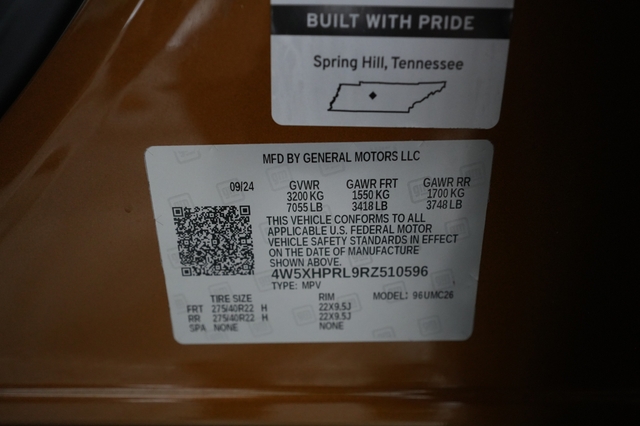 BUILT WITH PRIDE
Spring Hill, Tennessee
MFD BY GENERAL MOTORS LLC
09/24 GVWR GAWR FRT GAWR RR
3200 KG 1550 KG 1700 KG
7055 LB 3418 LB 3748 LB
THIS VEHICLE CONFORMS TO ALL
APPLICABLE U.S. FEDERAL MOTOR
VEHICLE SAFETY STANDARDS IN EFFECT
ON THE DATE OF MANUFACTURE
SHOWN ABOVE.
4W5XHPRL9RZ510596
TYPE: MPV MODEL: 96UMC26
TIRE SIZE RIM
FRT 275/40R22 H 22X9.5J
RR 275/40R22 H 22X9.5J
SPA NONE NONE